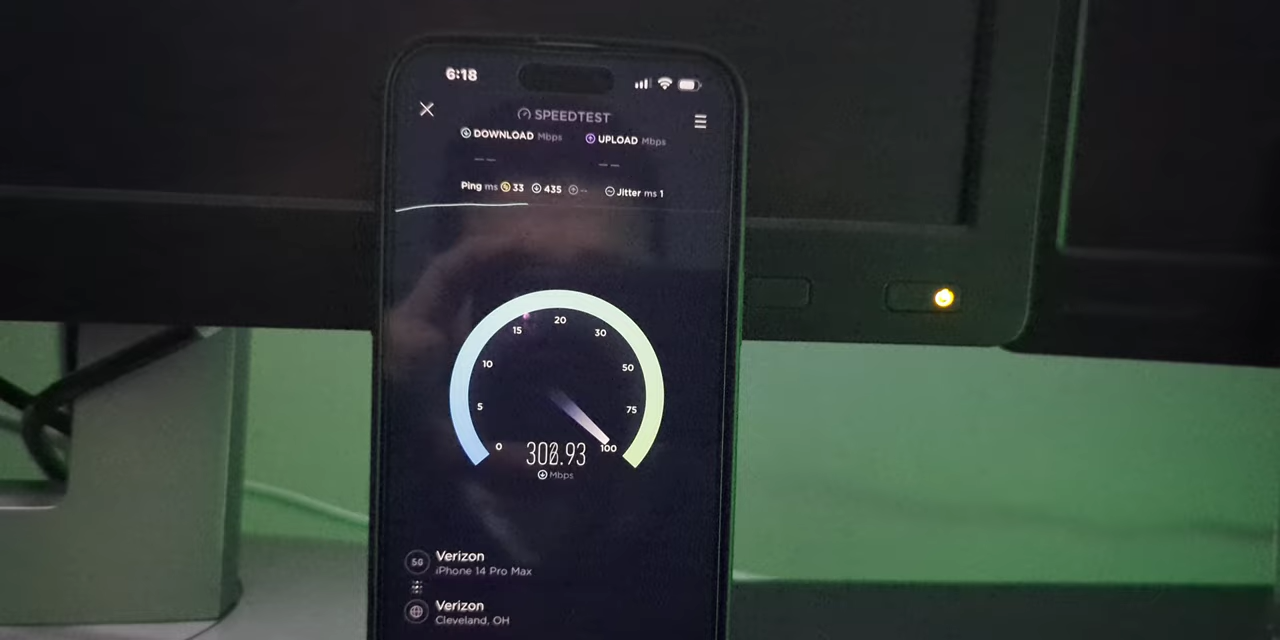 6:18
SPEEDTEST
DOWNLOAD Mbps UPLOAD Mbps
Ping ms 33 435 -- Jitter ms 1
20
15 30
10 50
5 75
0 100
Mbps
5G Verizon
iPhone 14 Pro Max
Verizon
Cleveland, OH